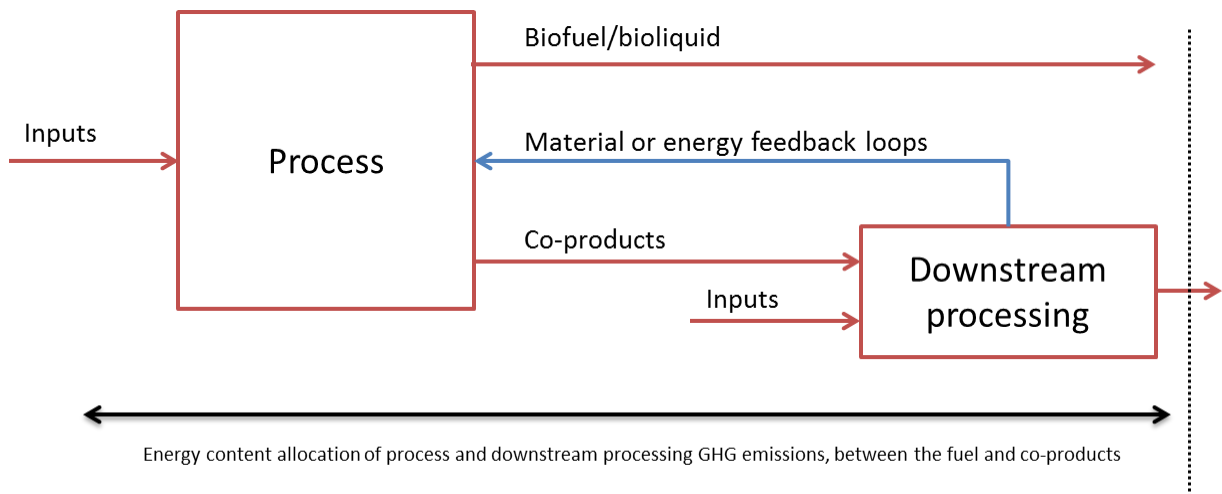 Biofuel/bioliquid
Inputs
Material or energy feedback loops
Process
Co-products
Downstream
processing
Inputs
Energy content allocation of process and downstream processing GHG emissions, between the fuel and co-products